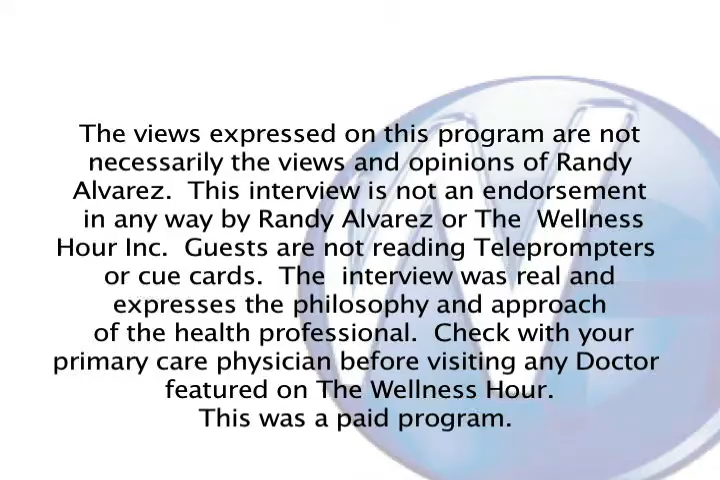 The views expressed on this program are not
necessarily the views and opinions of Randy
Alvarez.  This interview is not an endorsement
in any way by Randy Alvarez or The  Wellness
Hour Inc.  Guests are not reading Teleprompters
or cue cards.  The  interview was real and
expresses the philosophy and approach
of the health professional.  Check with your
primary care physician before visiting any Doctor
featured on The Wellness Hour.
This was a paid program.